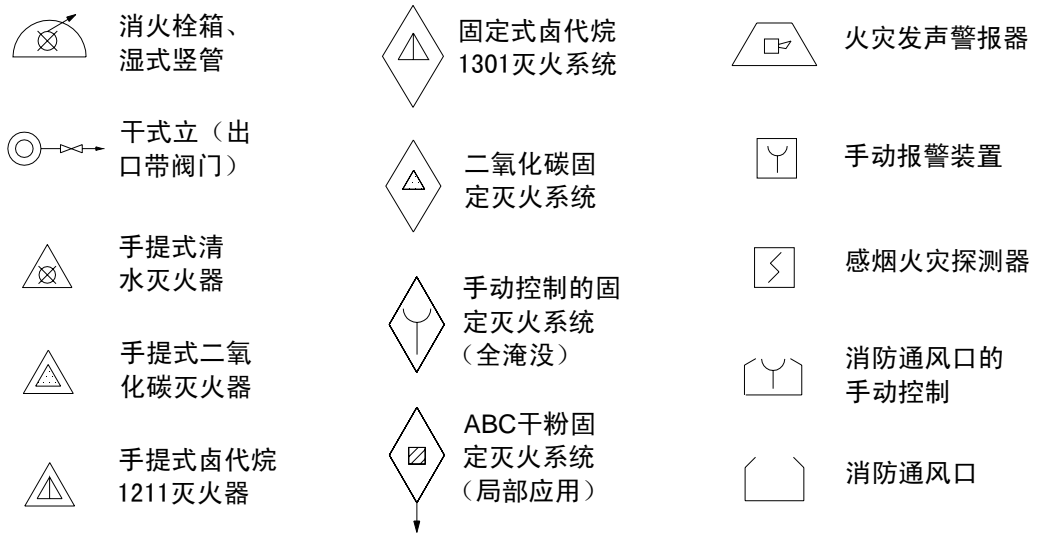 消火栓箱、
湿式竖管
干式立（出
口带阀门）
手提式清
水灭火器
手提式二氧
化碳灭火器
手提式卤代烷
1211灭火器
固定式卤代烷
1301灭火系统
二氧化碳固
定灭火系统
手动控制的固
定灭火系统
（全淹没）
ABC干粉固
定灭火系统
（局部应用）
火灾发声警报器
手动报警装置
感烟火灾探测器
消防通风口的
手动控制
消防通风口